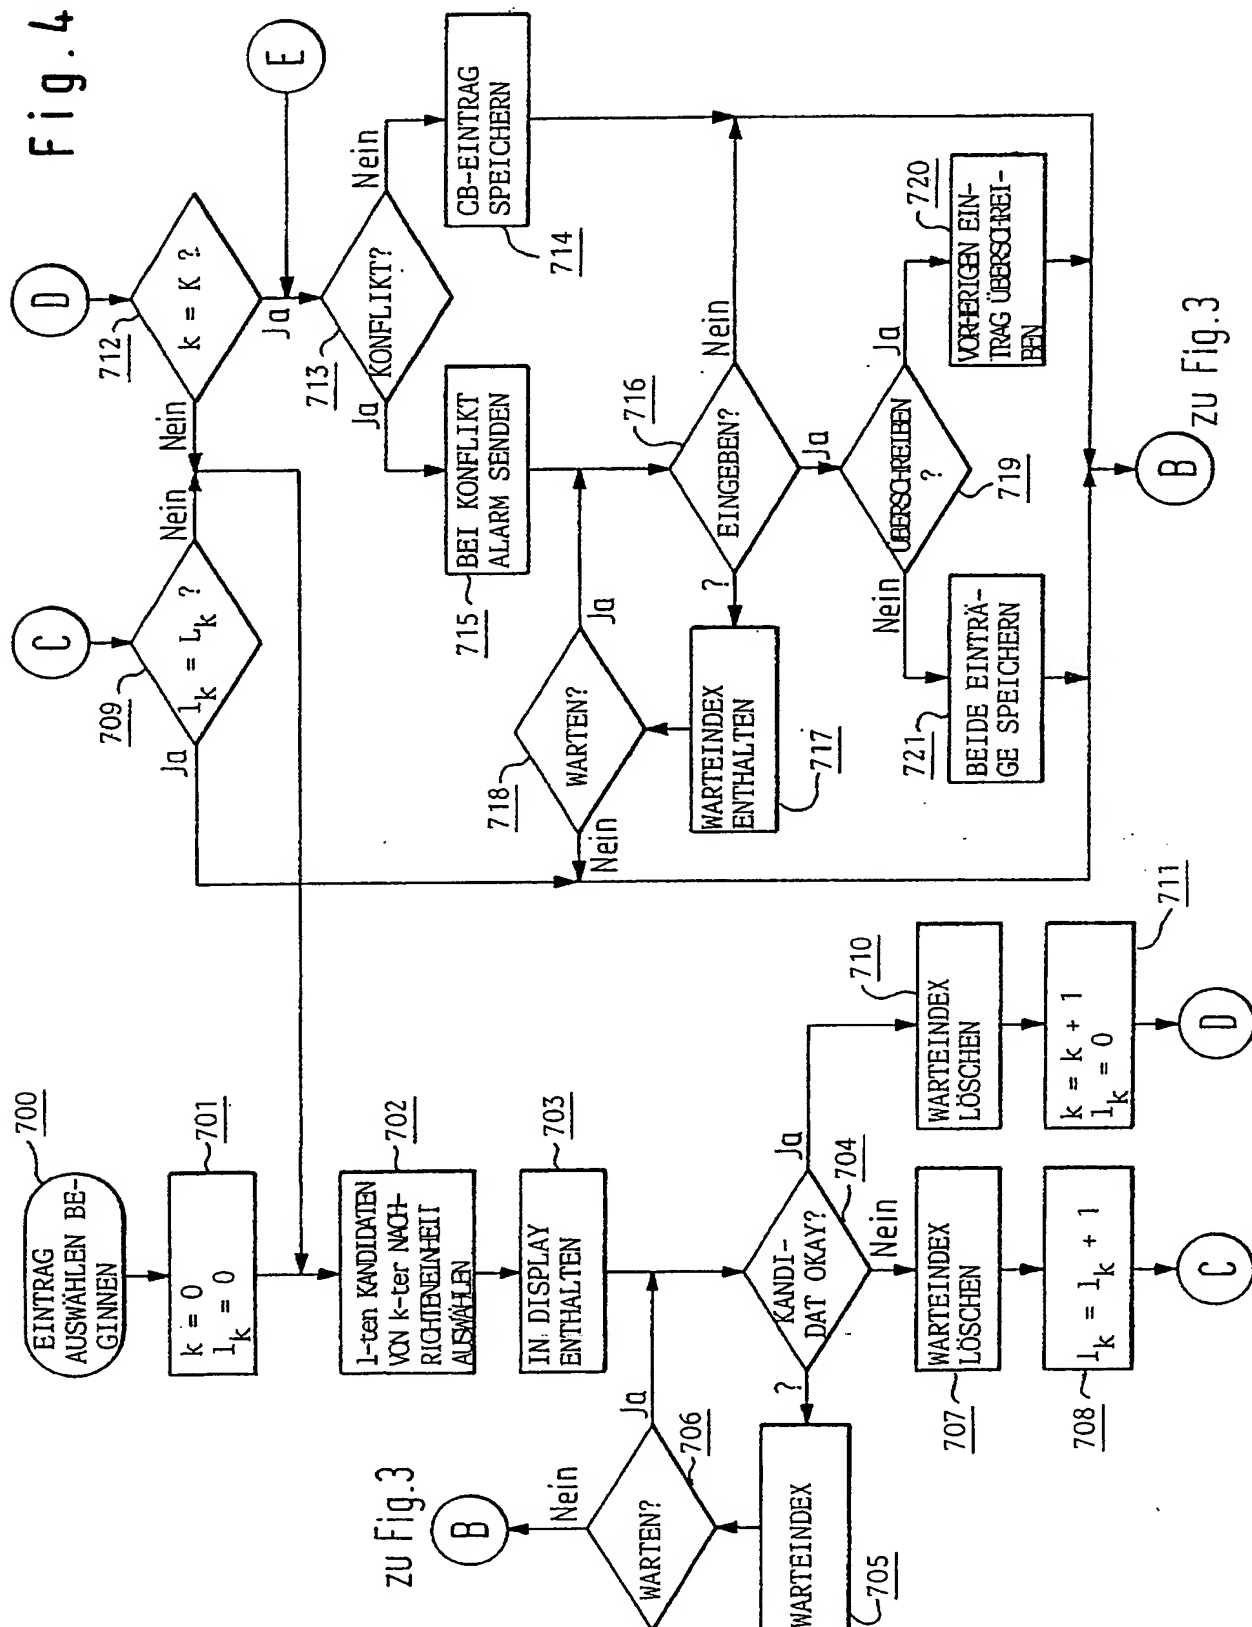 Fig. 4
700
EINTRAG
AUSWÄHLEN BE-
GINNEN
701
k = 0
l_k = 0
702
l-ten KANDIDATEN
VON k-ter NACH-
RICHTENEINHEIT
AUSWÄHLEN
703
IN DISPLAY
ENTHALTEN
704
KANDI-
DAT OKAY?
Ja
Nein
?
705
WARTEINDEX
706
WARTEN?
Ja
Nein
B
zu Fig.3
707
WARTEINDEX
LÖSCHEN
708
l_k = l_k + 1
C
710
WARTEINDEX
LÖSCHEN
711
k = k + 1
l_k = 0
D
C
709
l_k = L_k ?
Ja
Nein
D
712
k = K ?
Nein
Ja
E
713
KONFLIKT?
Ja
Nein
714
CB-EINTRAG
SPEICHERN
715
BEI KONFLIKT
ALARM SENDEN
716
EINGEBEN?
Nein
Ja
?
717
WARTEINDEX
ENTHALTEN
718
WARTEN?
Ja
Nein
719
ÜBERSCHREIBEN
?
Ja
Nein
720
VORHERIGEN EIN-
TRAG ÜBERSCHREI-
BEN
721
BEIDE EINTRÄ-
GE SPEICHERN
B
zu Fig.3